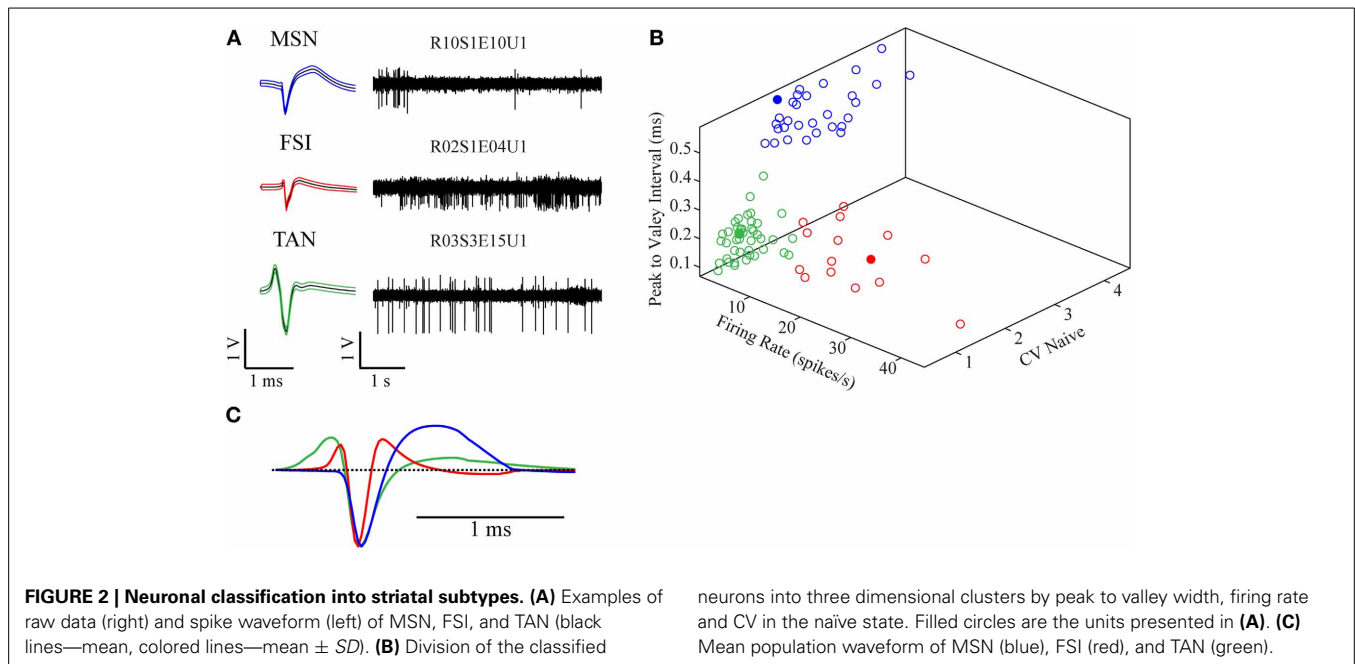 A
MSN
R10S1E10U1
FSI
R02S1E04U1
TAN
R03S3E15U1
1 V
1 ms
1 V
1 s
B
Peak to Valey Interval (ms)
0.5
0.4
0.3
0.2
0.1
10
20
30
40
Firing Rate (spikes/s)
1
2
3
4
CV Naive
C
1 ms
FIGURE 2 | Neuronal classification into striatal subtypes. (A) Examples of
raw data (right) and spike waveform (left) of MSN, FSI, and TAN (black
lines—mean, colored lines—mean ± SD). (B) Division of the classified
neurons into three dimensional clusters by peak to valley width, firing rate
and CV in the naïve state. Filled circles are the units presented in (A). (C)
Mean population waveform of MSN (blue), FSI (red), and TAN (green).